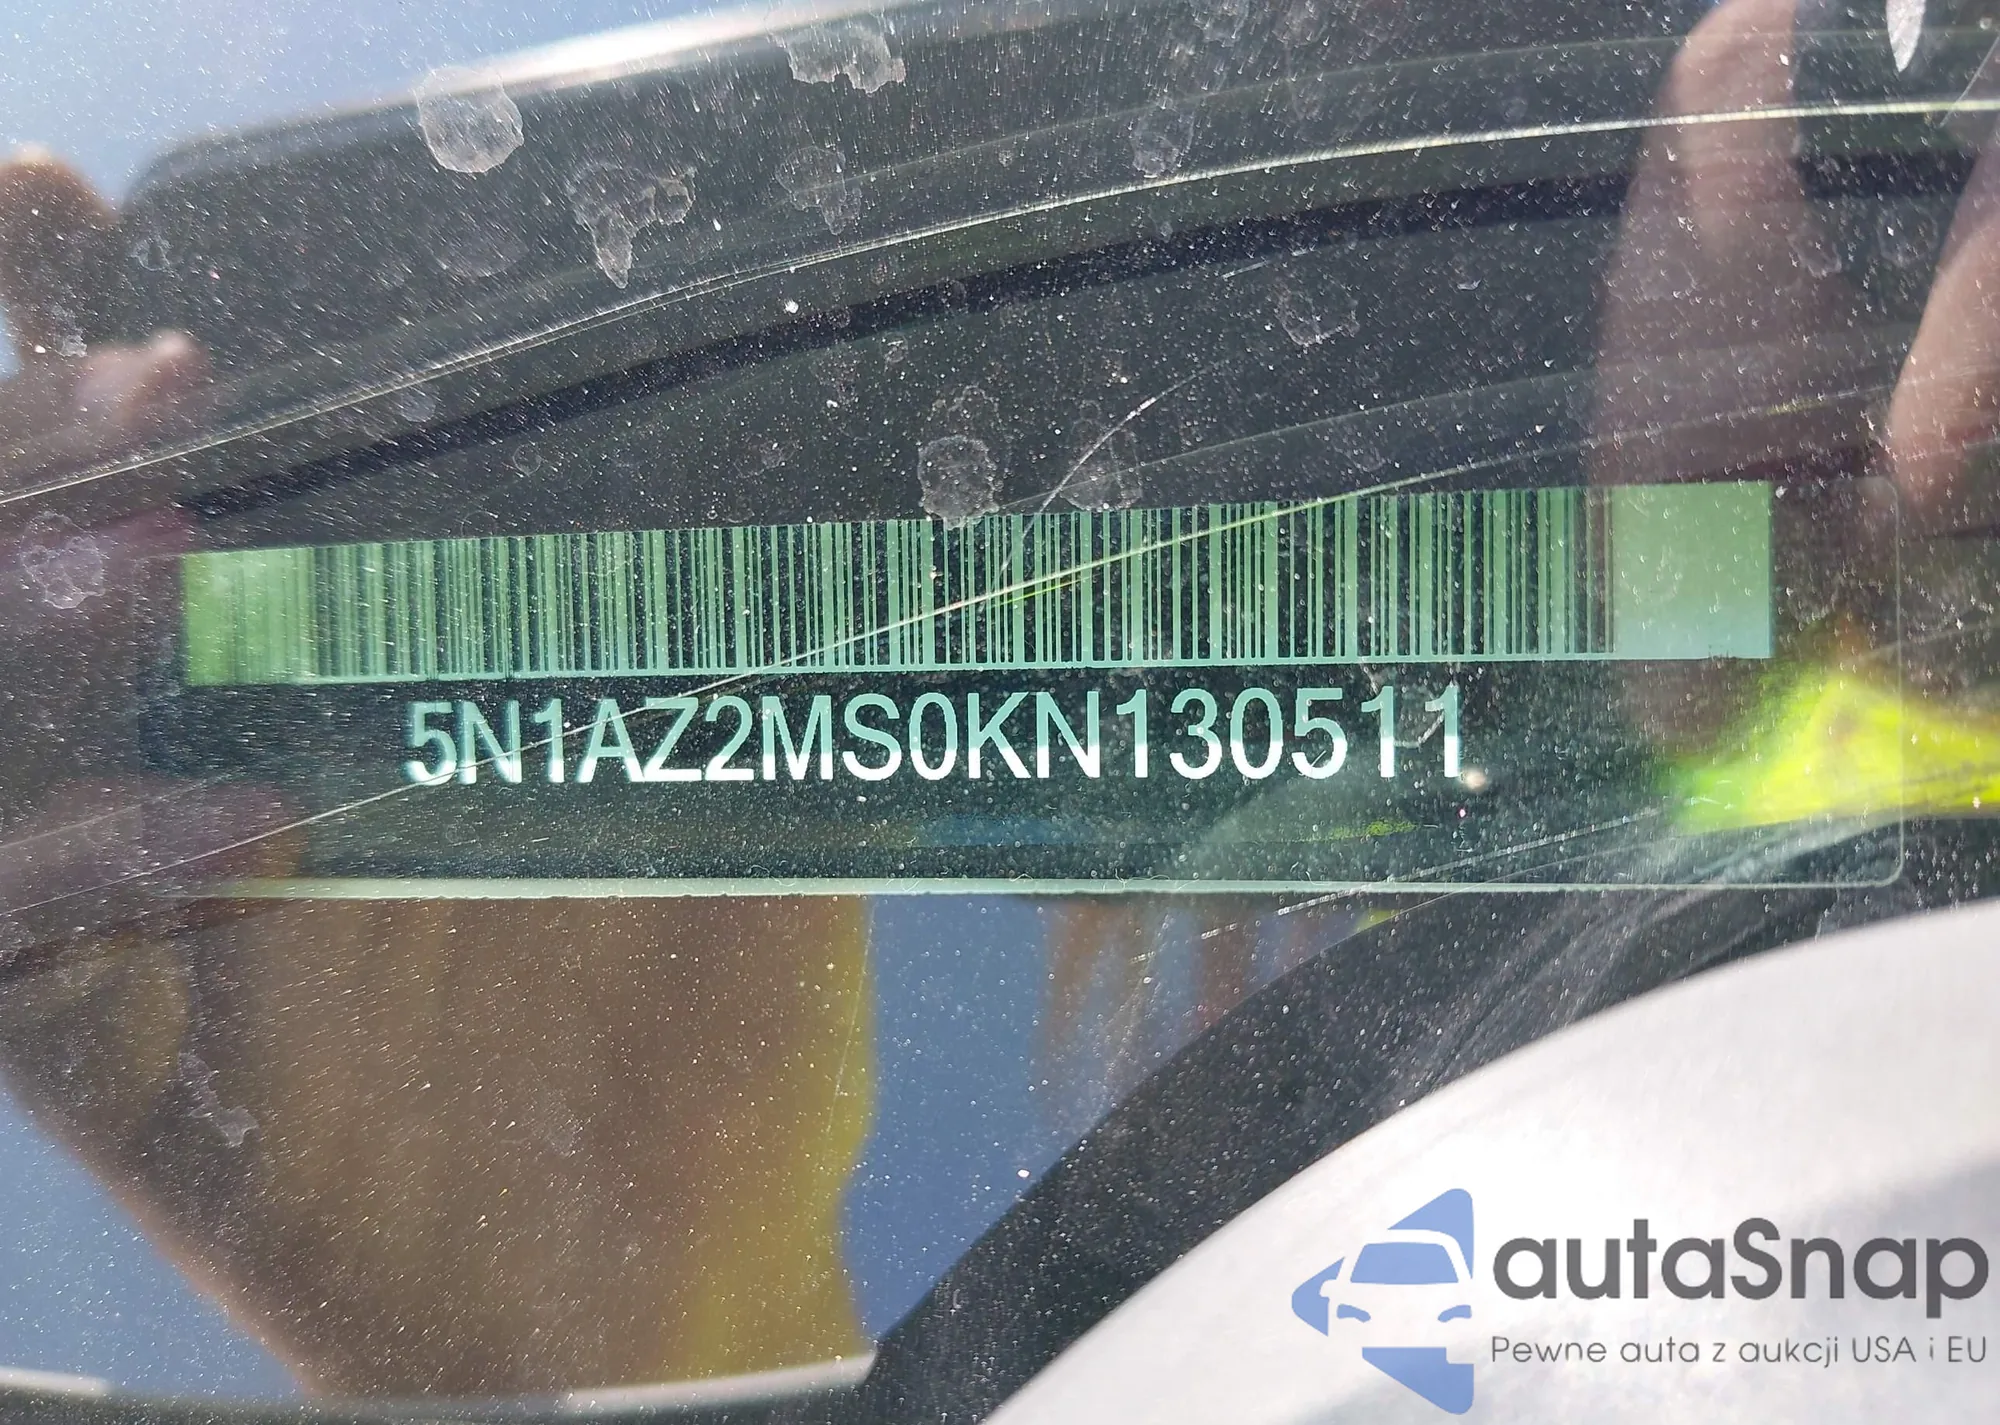 5N1AZ2MS0KN130511
autaSnap
Pewne auta z aukcji USA i EU